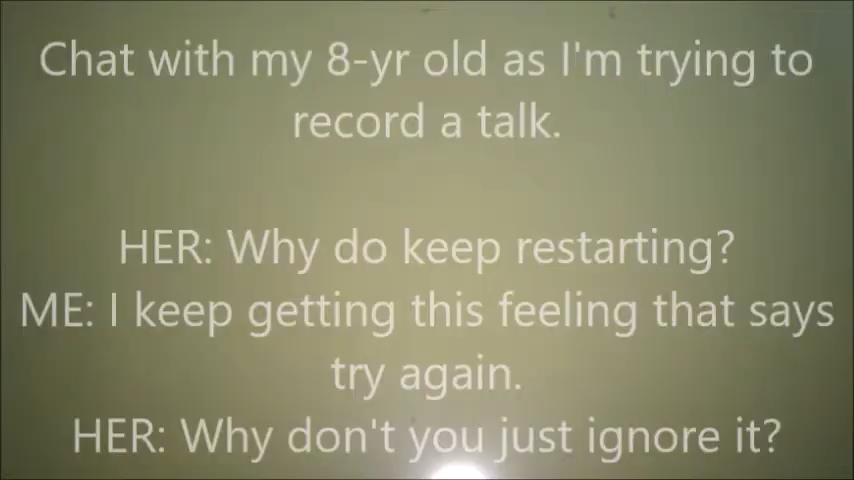 Chat with my 8-yr old as I'm trying to
record a talk.
HER: Why do keep restarting?
ME: I keep getting this feeling that says
try again.
HER: Why don't you just ignore it?